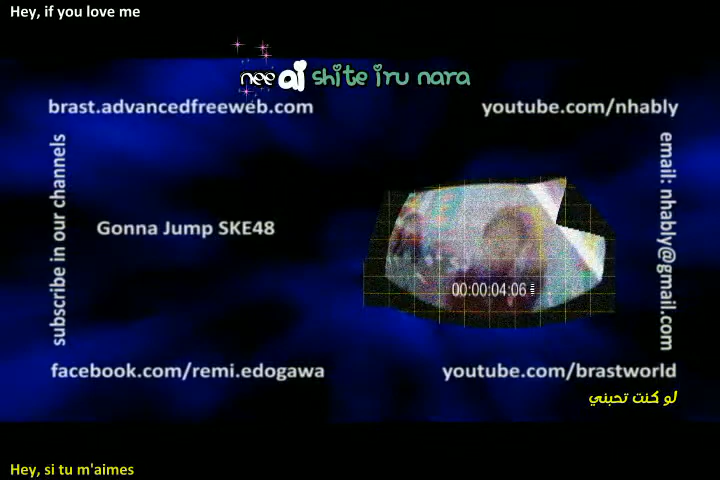 Hey, if you love me
nee ai shite iru nara
brast.advancedfreeweb.com
youtube.com/nhably
subscribe in our channels
email: nhably@gmail.com
Gonna Jump SKE48
00:00:04:06
facebook.com/remi.edogawa
youtube.com/brastworld
لو كنت تحبني
Hey, si tu m'aimes